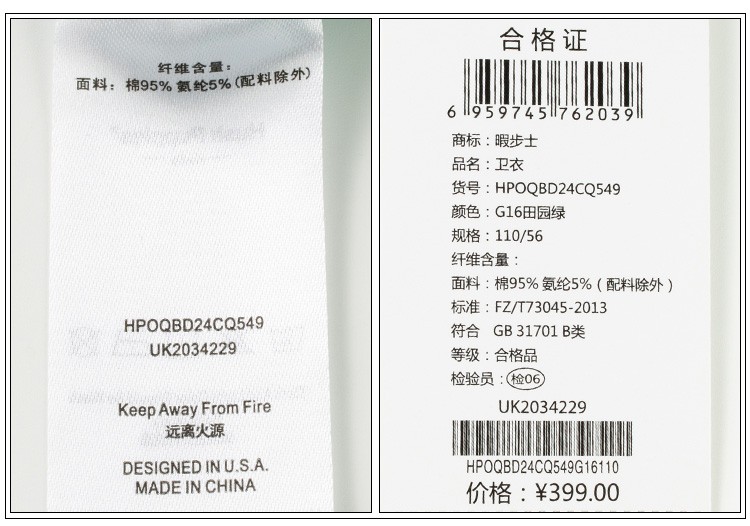 纤维含量：
面料：棉95% 氨纶5%(配料除外)
HPOQBD24CQ549
UK2034229
Keep Away From Fire
远离火源
DESIGNED IN U.S.A.
MADE IN CHINA
合格证
6 959745 762039
商标：暇步士
品名：卫衣
货号：HPOQBD24CQ549
颜色：G16田园绿
规格：110/56
纤维含量：
面料：棉95% 氨纶5%（配料除外）
标准：FZ/T73045-2013
符合 GB 31701 B类
等级：合格品
检验员：检06
UK2034229
HPOQBD24CQ549G16110
价格：¥399.00